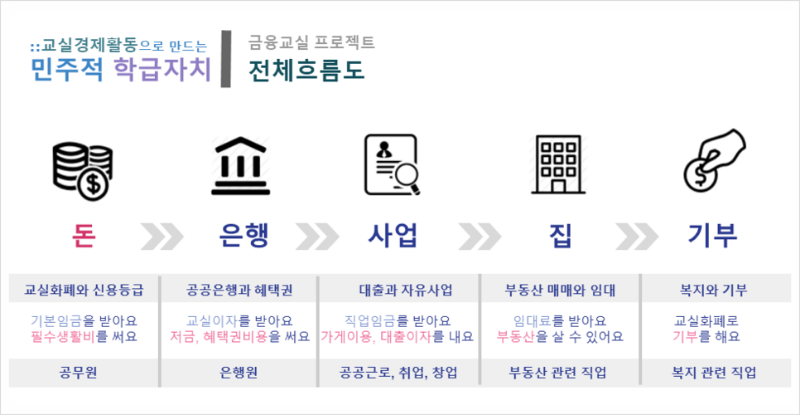 ::교실경제활동으로 만드는
민주적 학급자치
금융교실 프로젝트
전체흐름도
돈
은행
사업
집
기부
교실화폐와 신용등급
공공은행과 혜택권
대출과 자유사업
부동산 매매와 임대
복지와 기부
기본임금을 받아요
필수생활비를 써요
교실이자를 받아요
저금, 혜택권비용을 써요
직업임금를 받아요
가게이용, 대출이자를 내요
임대료를 받아요
부동산을 살 수 있어요
교실화폐로
기부를 해요
공무원
은행원
공공근로, 취업, 창업
부동산 관련 직업
복지 관련 직업